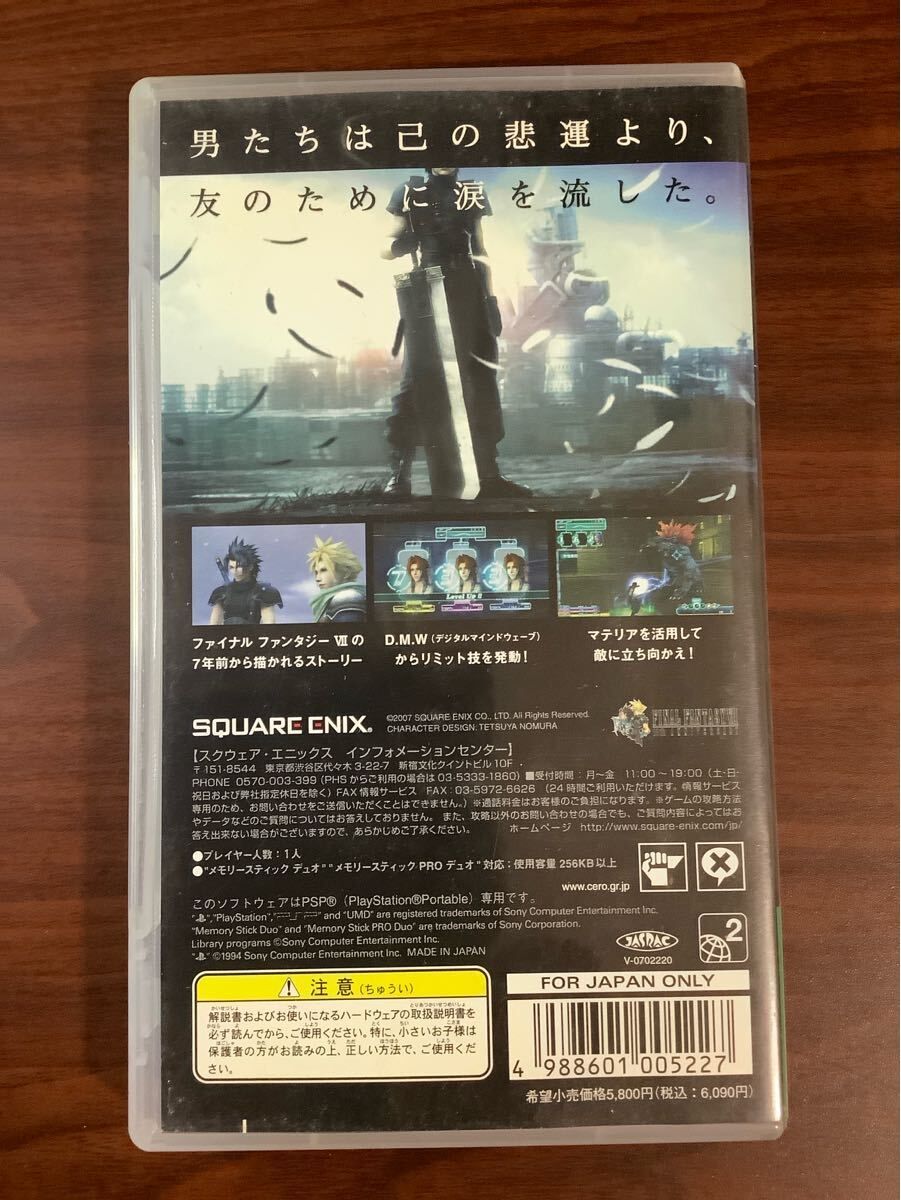 男たちは己の悲運より、
友のために涙を流した。
Level Up !!
ファイナル ファンタジー Ⅶ の
7年前から描かれるストーリー
D.M.W（デジタルマインドウェーブ）
からリミット技を発動！
マテリアを活用して
敵に立ち向かえ！
SQUARE ENIX®
©2007 SQUARE ENIX CO., LTD. All Rights Reserved.
CHARACTER DESIGN: TETSUYA NOMURA
FINAL FANTASY VII
【スクウェア・エニックス　インフォメーションセンター】
〒151-8544　東京都渋谷区代々木 3-22-7　新宿文化クイントビル 10F ・
PHONE 0570-003-399（PHS からご利用の場合は 03-5333-1860）■受付時間：月〜金　11:00〜19:00（土・日・
祝日および弊社指定休日を除く）FAX 情報サービス　FAX：03-5972-6626（24 時間ご利用いただけます。情報サービス
専用のため、お問い合わせをご送信いただくことはできません。）※通話料金はお客様のご負担になります。※ゲームの攻略方法
やデータなどのご質問についてはお答えしておりません。また、攻略以外のお問い合わせの場合でも、ご質問内容によってはお
答え出来ない場合がございますので、あらかじめご了承ください。　ホームページ　http://www.square-enix.com/jp/
●プレイヤー人数：1人
●“メモリースティック デュオ”“メモリースティック PRO デュオ” 対応：使用容量 256KB 以上
www.cero.gr.jp
このソフトウェアはPSP®（PlayStation®Portable）専用です。
“PlayStation”, and “UMD” are registered trademarks of Sony Computer Entertainment Inc.
“Memory Stick Duo” and “Memory Stick PRO Duo” are trademarks of Sony Corporation.
Library programs ©Sony Computer Entertainment Inc.
©1994 Sony Computer Entertainment Inc. MADE IN JAPAN
JASRAC
V-0702220
2
注意（ちゅうい）
解説書およびお使いになるハードウェアの取扱説明書を
必ず読んでから、ご使用ください。特に、小さいお子様は
保護者の方がお読みの上、正しい方法で、ご使用くだ
さい。
FOR JAPAN ONLY
4 988601 005227
希望小売価格5,800円（税込：6,090円）